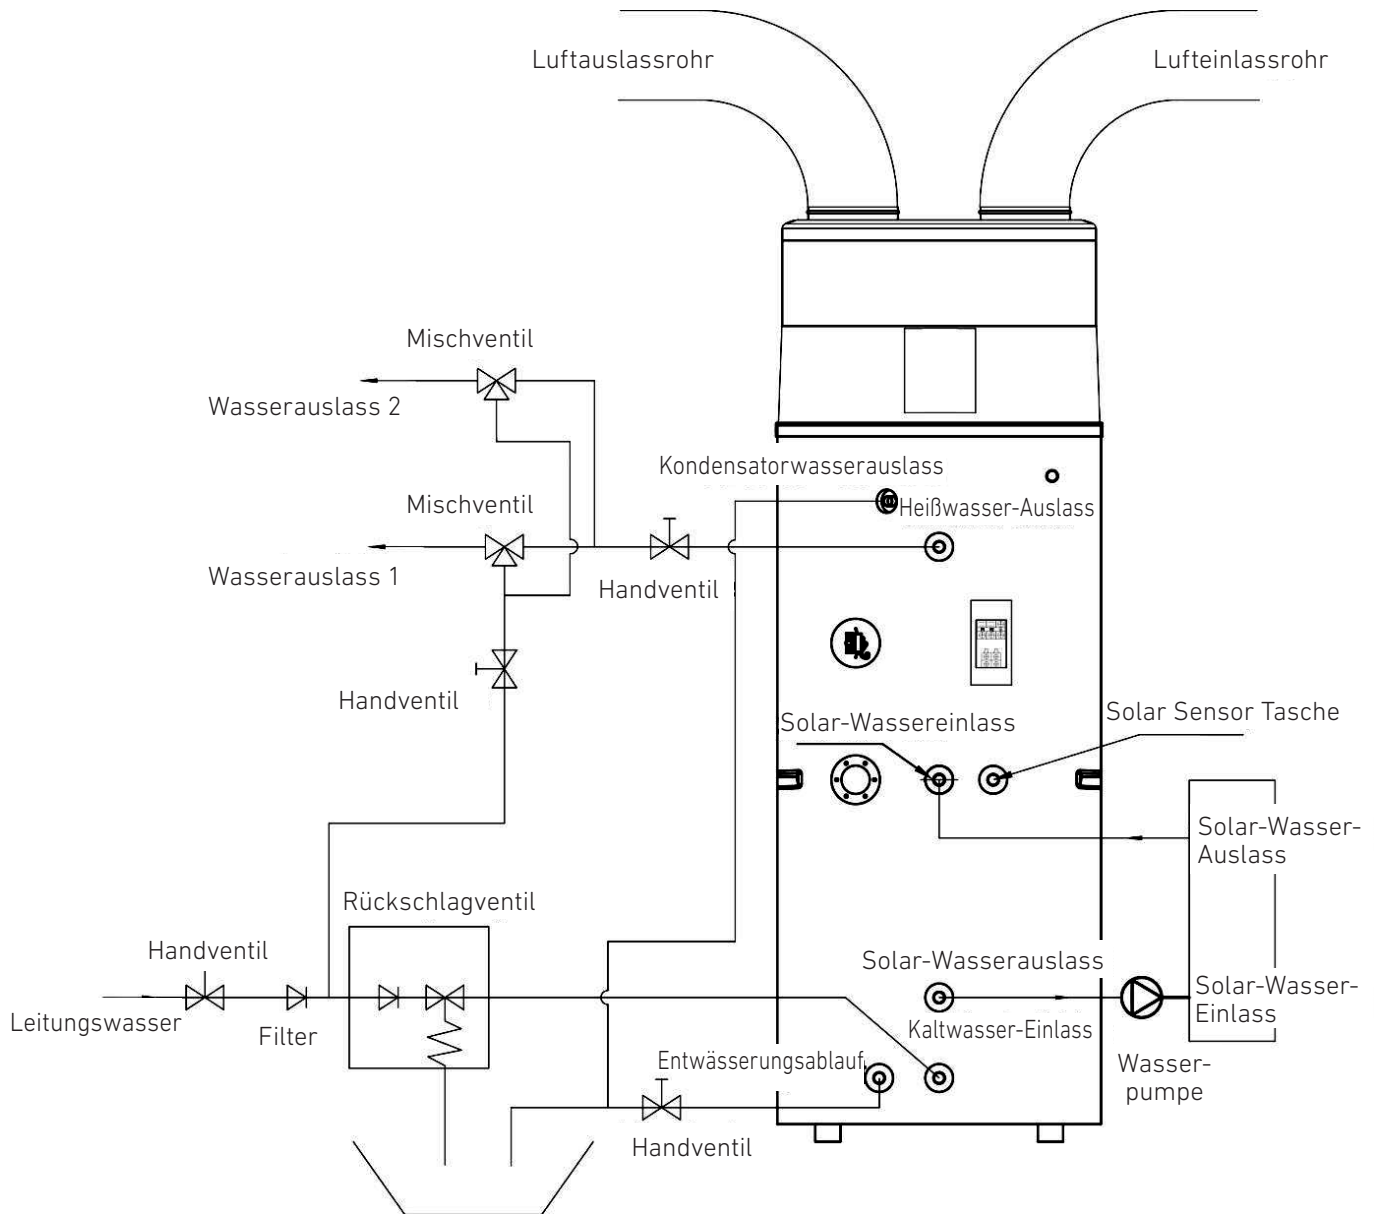 Luftauslassrohr
Lufteinlassrohr
Mischventil
Wasserauslass 2
Kondensatorwasserauslass
Mischventil
Heißwasser-Auslass
Wasserauslass 1
Handventil
Handventil
Solar-Wassereinlass
Solar Sensor Tasche
Solar-Wasser-
Auslass
Rückschlagventil
Handventil
Solar-Wasserauslass
Solar-Wasser-
Einlass
Leitungswasser
Filter
Kaltwasser-Einlass
Entwässerungsablauf
Wasser-
pumpe
Handventil